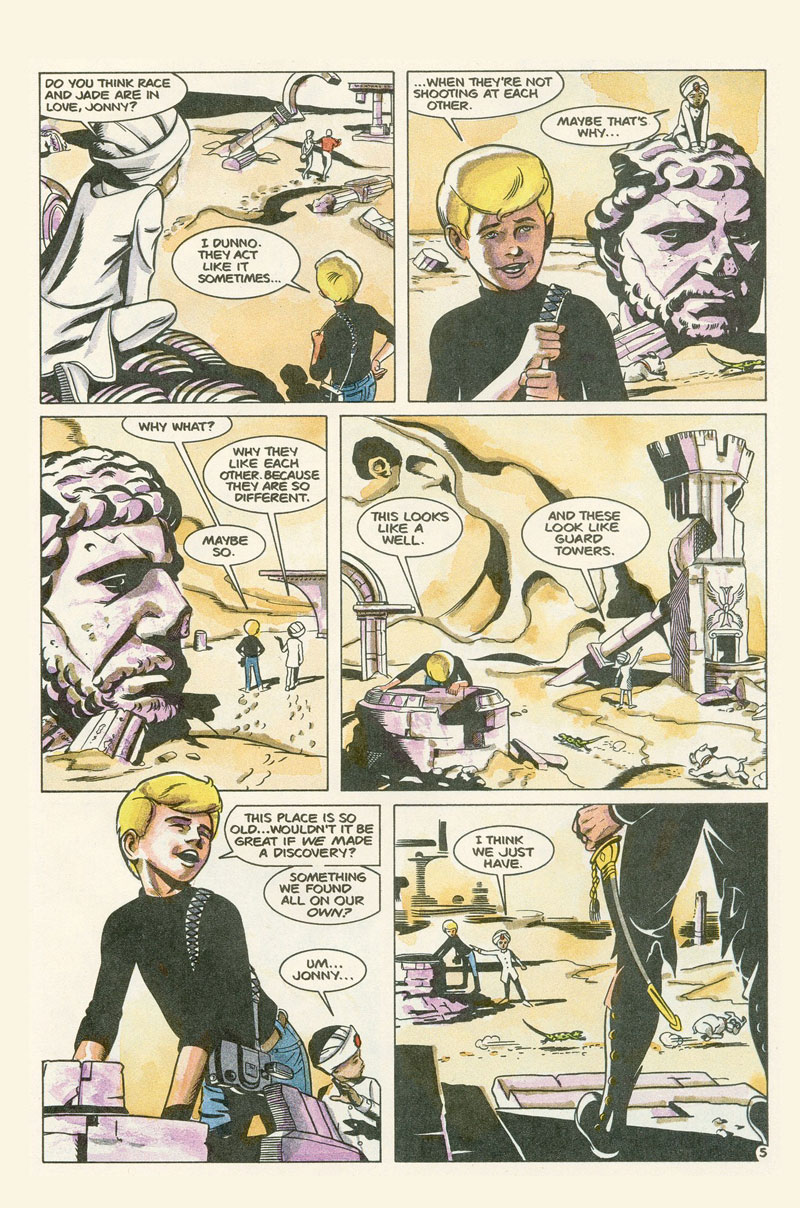 DO YOU THINK RACE
AND JADE ARE IN
LOVE, JONNY?
I DUNNO.
THEY ACT
LIKE IT
SOMETIMES...
...WHEN THEY'RE NOT
SHOOTING AT EACH
OTHER.
MAYBE THAT'S
WHY...
WHY WHAT?
WHY THEY
LIKE EACH
OTHER. BECAUSE
THEY ARE SO
DIFFERENT.
MAYBE
SO.
THIS LOOKS
LIKE A
WELL.
AND THESE
LOOK LIKE
GUARD
TOWERS.
THIS PLACE IS SO
OLD...WOULDN'T IT BE
GREAT IF WE MADE
A DISCOVERY?
SOMETHING
WE FOUND
ALL ON OUR
OWN?
UM...
JONNY...
I THINK
WE JUST
HAVE.
5